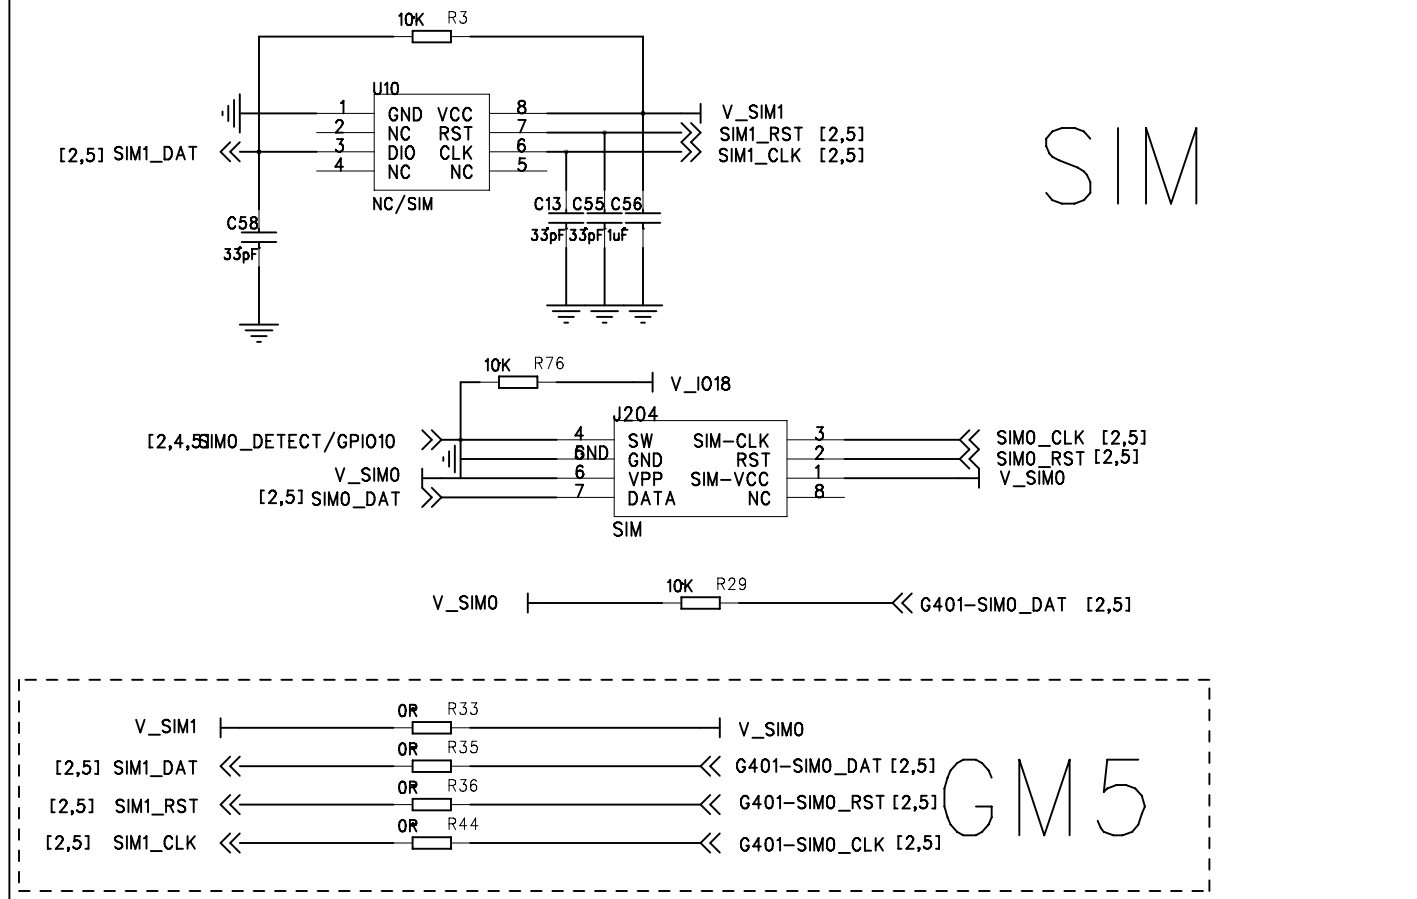 10K R3
U10
1 GND VCC 8 V_SIM1
2 NC RST 7 SIM1_RST [2,5]
[2,5] SIM1_DAT 3 DIO CLK 6 SIM1_CLK [2,5]
4 NC NC 5
NC/SIM
SIM
C58
33pF
C13 C55 C56
33pF 33pF 1uF
10K R76
V_IO18
J204
[2,4,5] SIM0_DETECT/GPIO10 4 SW SIM-CLK 3 SIM0_CLK [2,5]
5 GND GND RST 2 SIM0_RST [2,5]
V_SIM0 6 VPP SIM-VCC 1 V_SIM0
[2,5] SIM0_DAT 7 DATA NC 8
SIM
10K R29
V_SIM0 G401-SIM0_DAT [2,5]
0R R33
V_SIM1 V_SIM0
0R R35
[2,5] SIM1_DAT G401-SIM0_DAT [2,5]
0R R36
[2,5] SIM1_RST G401-SIM0_RST [2,5]
0R R44
[2,5] SIM1_CLK G401-SIM0_CLK [2,5]
GM5